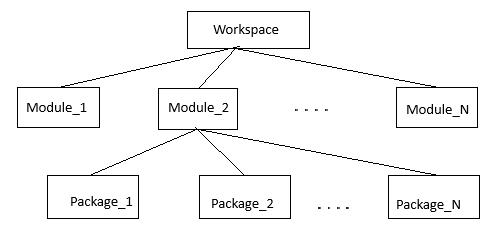 Workspace
Module_1
Module_2
. . . .
Module_N
Package_1
Package_2
. . . .
Package_N